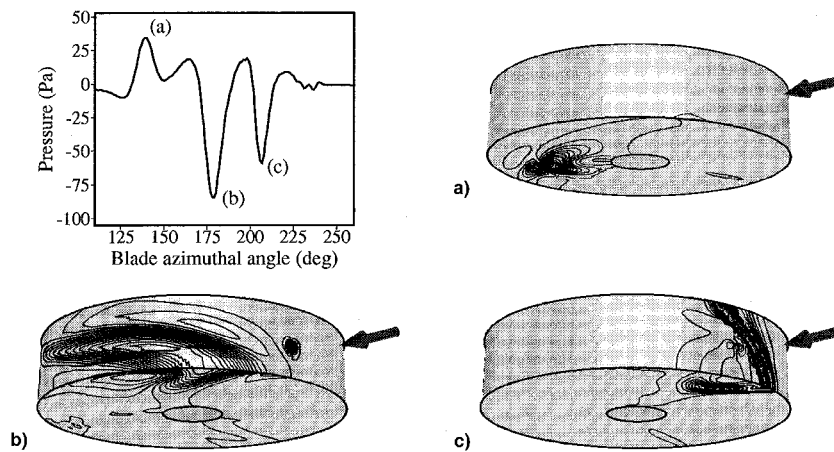 50
25
0
-25
-50
-75
-100
Pressure (Pa)
(a)
(b)
(c)
125 150 175 200 225 250
Blade azimuthal angle (deg)
a)
b)
c)